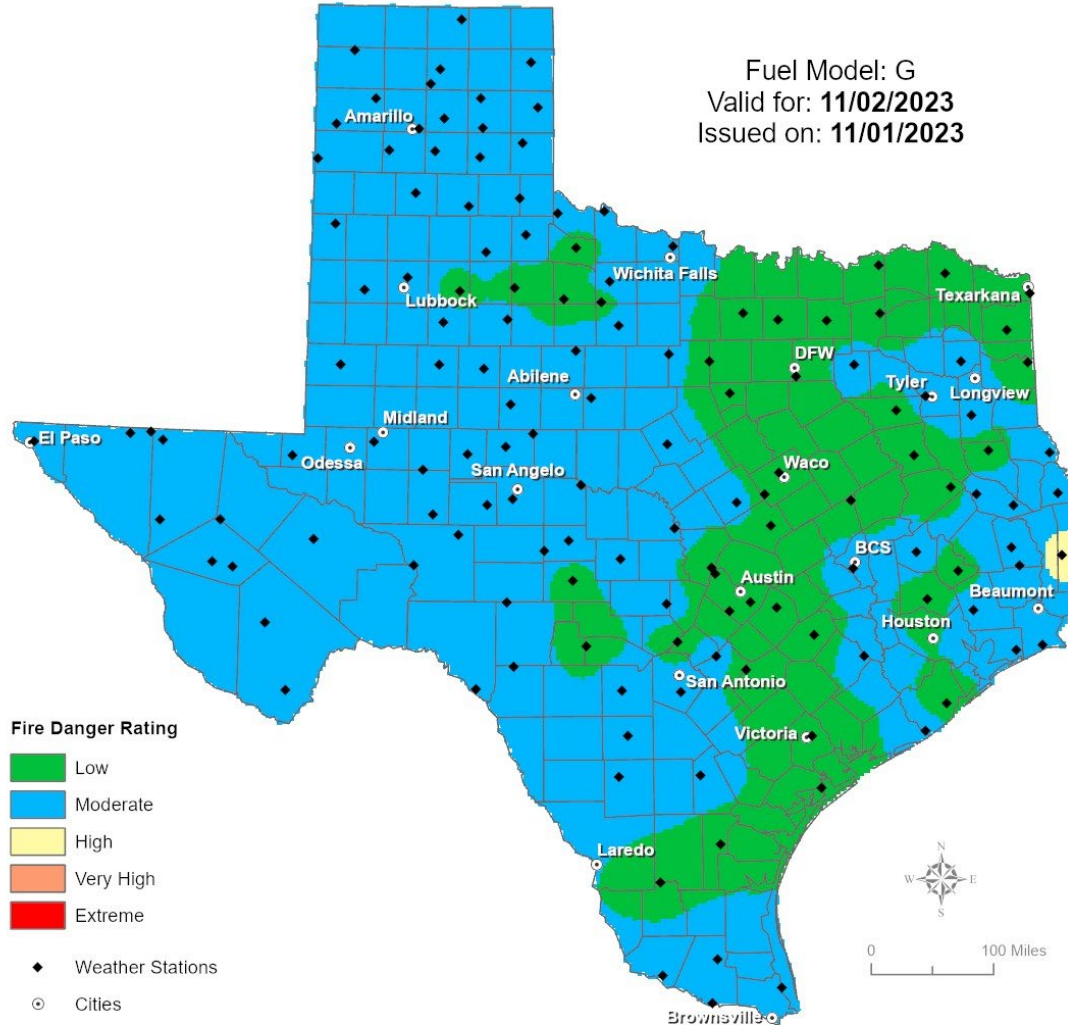 Fuel Model: G
Valid for: 11/02/2023
Issued on: 11/01/2023
Amarillo
Wichita Falls
Lubbock
Texarkana
DFW
Abilene
Tyler
Longview
Midland
El Paso
Odessa
San Angelo
Waco
BCS
Austin
Beaumont
Houston
San Antonio
Victoria
Laredo
Brownsville
Fire Danger Rating
Low
Moderate
High
Very High
Extreme
Weather Stations
Cities
N
W E
S
0 100 Miles